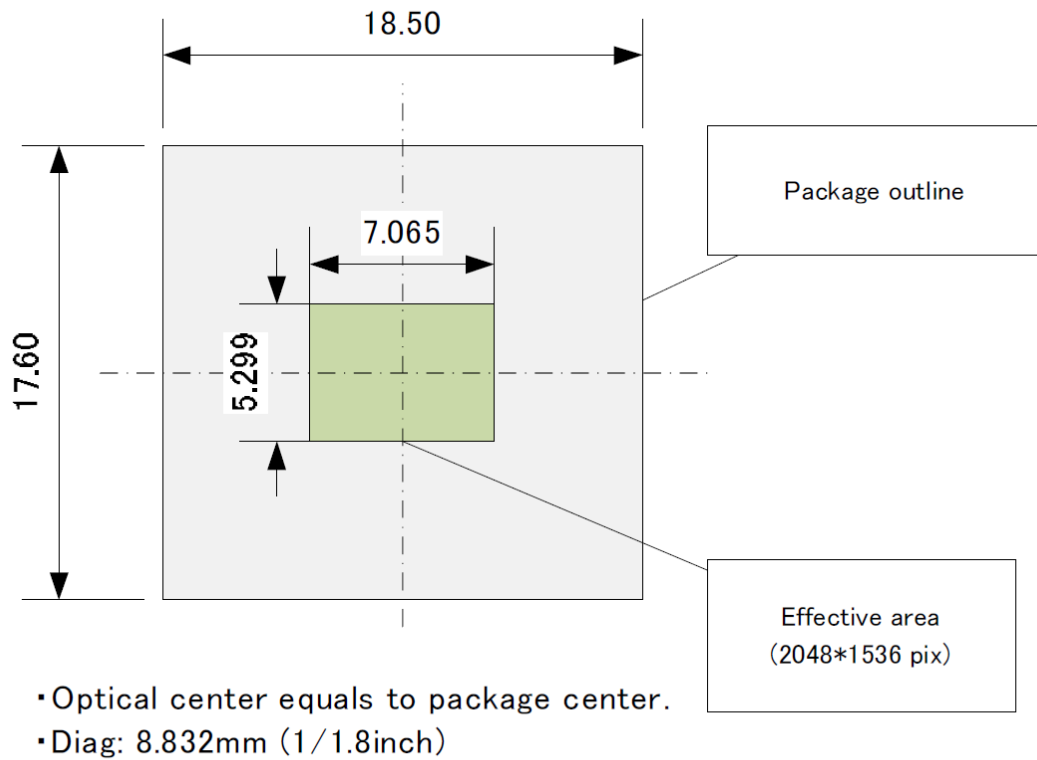 18.50
Package outline
7.065
5.299
17.60
Effective area
(2048*1536 pix)
・Optical center equals to package center.
・Diag: 8.832mm (1/1.8inch)